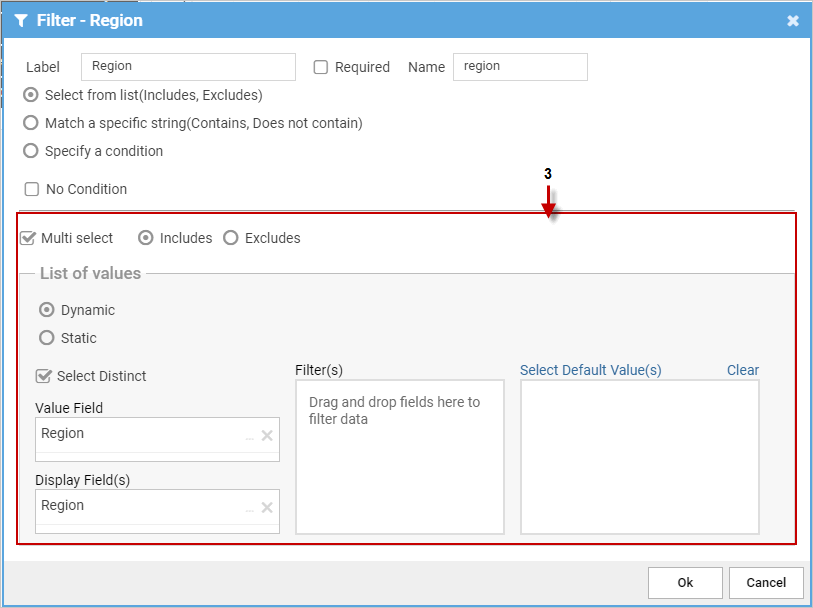 Filter - Region
Label Region Required Name region
Select from list(Includes, Excludes)
Match a specific string(Contains, Does not contain)
Specify a condition
No Condition
3
Multi select Includes Excludes
List of values
Dynamic
Static
Select Distinct
Filter(s)
Select Default Value(s) Clear
Value Field
Region
Drag and drop fields here to
filter data
Display Field(s)
Region
Ok Cancel